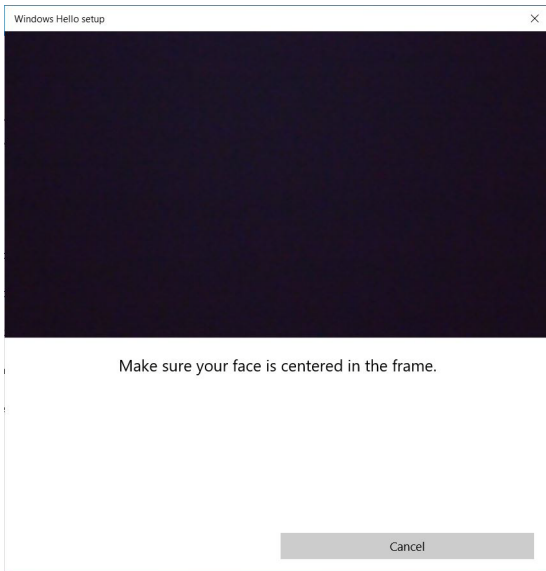 Windows Hello setup
Make sure your face is centered in the frame.
Cancel